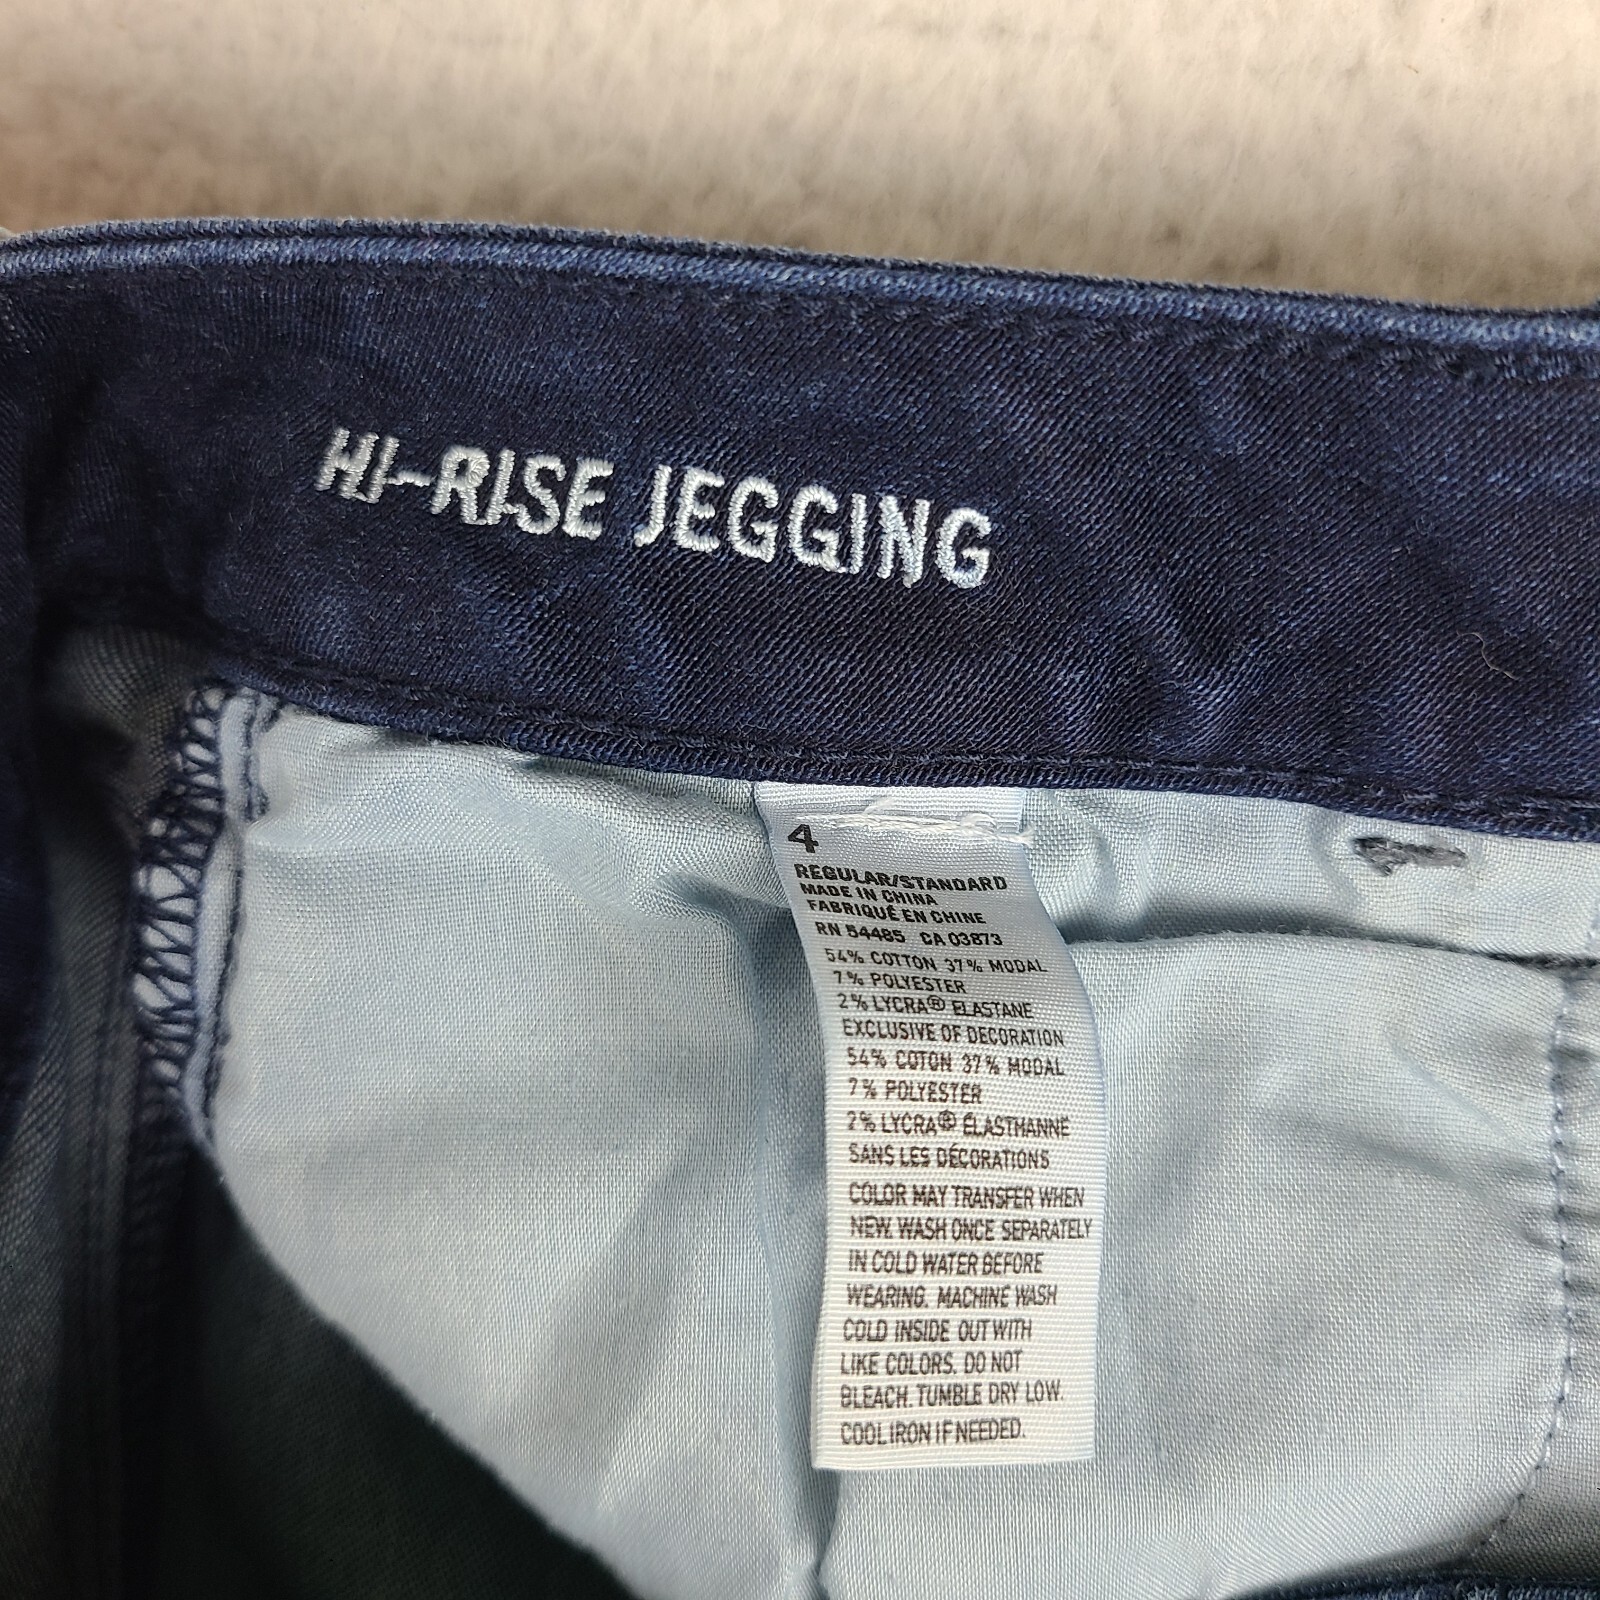 HI-RISE JEGGING
4
REGULAR/STANDARD
MADE IN CHINA
FABRIQUÉ EN CHINE
RN 54485 CA 03873
54% COTTON 37% MODAL
7% POLYESTER
2% LYCRA® ELASTANE
EXCLUSIVE OF DECORATION
54% COTON 37% MODAL
7% POLYESTER
2% LYCRA® ÉLASTHANNE
SANS LES DÉCORATIONS
COLOR MAY TRANSFER WHEN
NEW. WASH ONCE SEPARATELY
IN COLD WATER BEFORE
WEARING. MACHINE WASH
COLD INSIDE OUT WITH
LIKE COLORS. DO NOT
BLEACH. TUMBLE DRY LOW.
COOL IRON IF NEEDED.